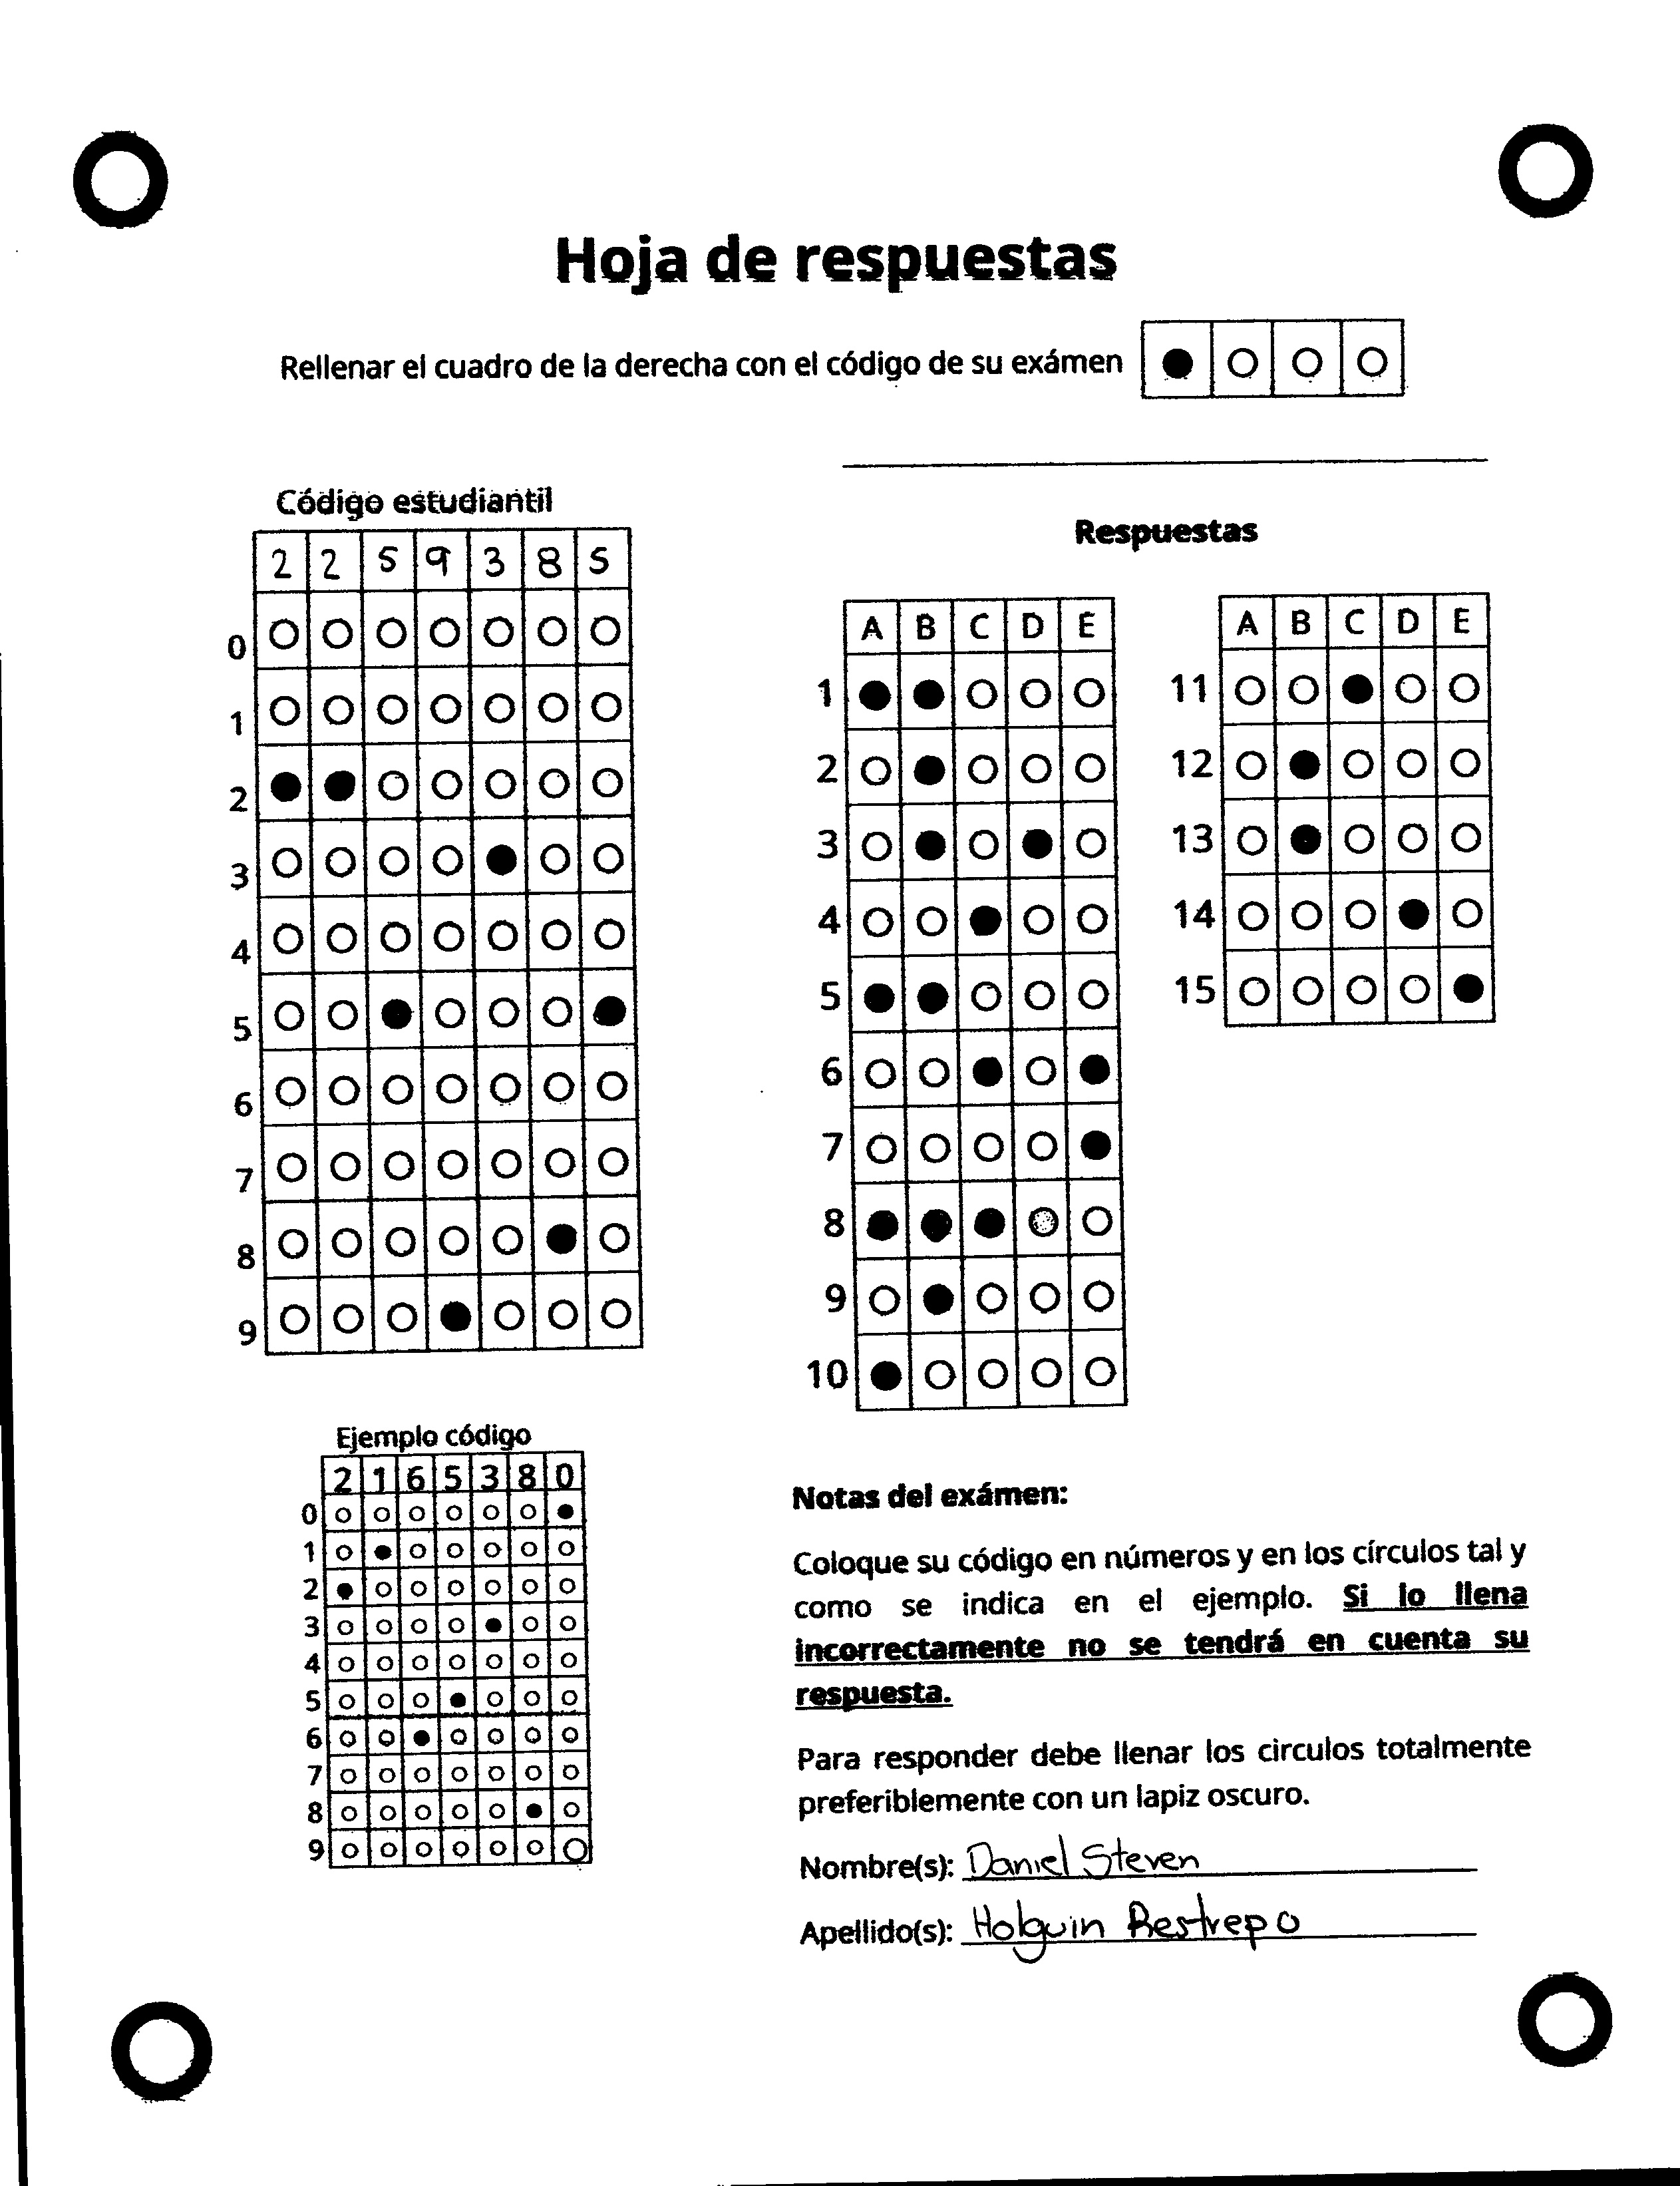 Hoja de respuestas
Rellenar el cuadro de la derecha con el código de su exámen
Código estudiantil
2 2 5 9 3 8 5
0
1
2
3
4
5
6
7
8
9
Respuestas
A B C D E
1
2
3
4
5
6
7
8
9
10
A B C D E
11
12
13
14
15
Ejemplo código
2 1 6 5 3 8 0
0
1
2
3
4
5
6
7
8
9
Notas del exámen:
Coloque su código en números y en los círculos tal y
como se indica en el ejemplo. Si lo llena
incorrectamente no se tendrá en cuenta su
respuesta.
Para responder debe llenar los circulos totalmente
preferiblemente con un lapiz oscuro.
Nombre(s): Daniel Steven
Apellido(s): Holguin Restrepo